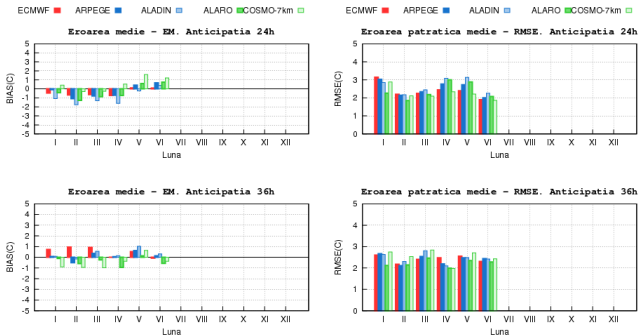 ECMWF ARPEGE ALADIN ALARO COSMO-7km
Eroarea medie - EM. Anticipatia 24h
BIAS(C)
5
4
3
2
1
0
-1
-2
-3
-4
-5
I II III IV V VI VII VIII IX X XI XII
Luna
ECMWF ARPEGE ALADIN ALARO COSMO-7km
Eroarea patratica medie - RMSE. Anticipatia 24h
RMSE(C)
5
4
3
2
1
0
I II III IV V VI VII VIII IX X XI XII
Luna
Eroarea medie - EM. Anticipatia 36h
BIAS(C)
5
4
3
2
1
0
-1
-2
-3
-4
-5
I II III IV V VI VII VIII IX X XI XII
Luna
Eroarea patratica medie - RMSE. Anticipatia 36h
RMSE(C)
5
4
3
2
1
0
I II III IV V VI VII VIII IX X XI XII
Luna